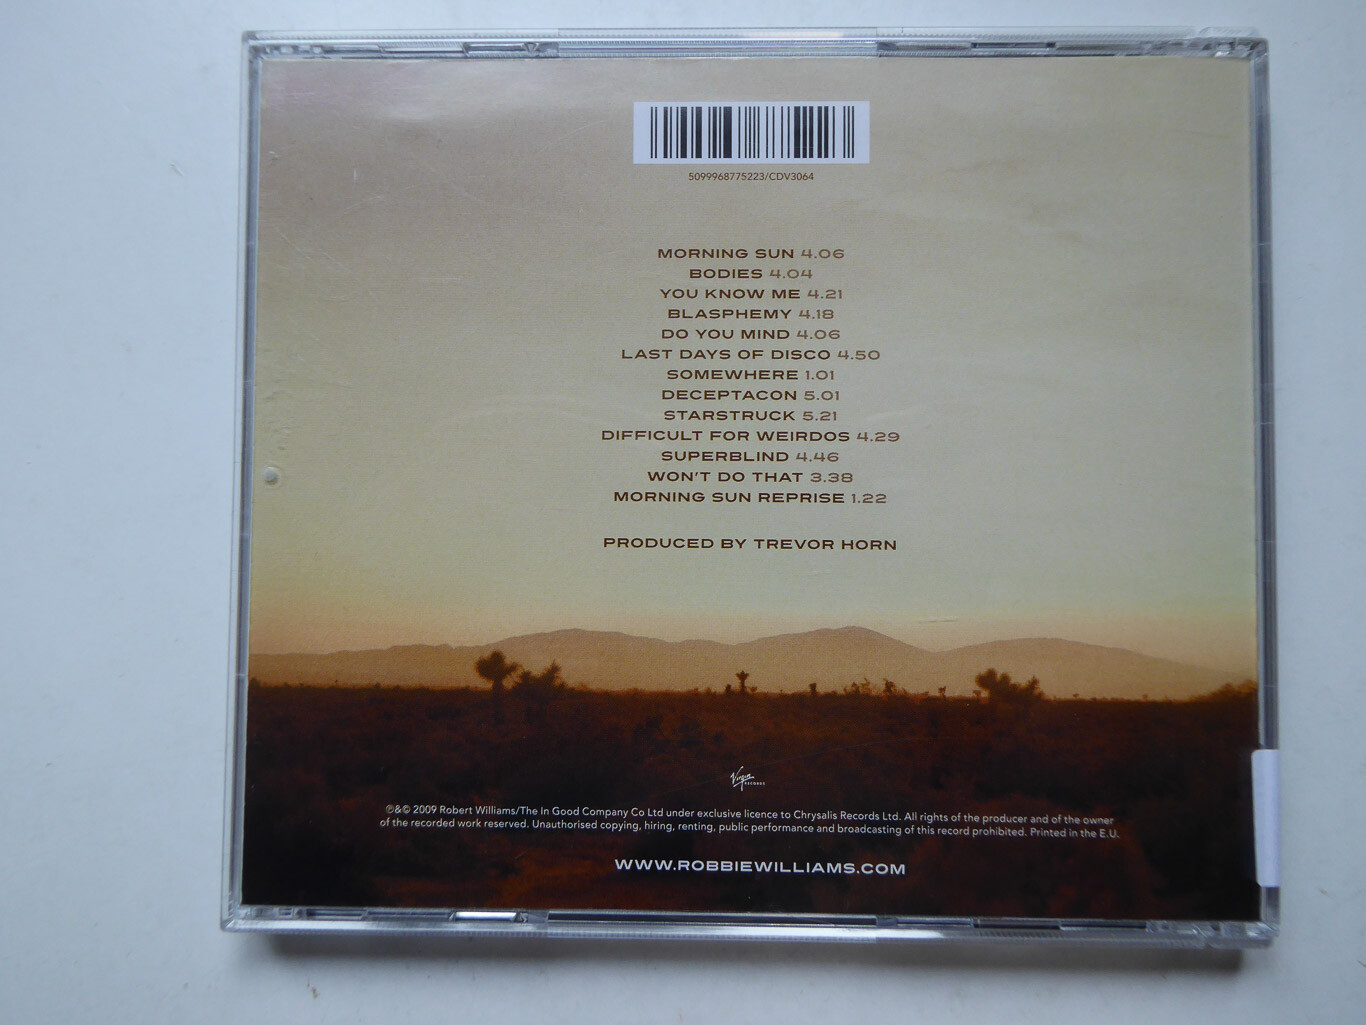 5099968775223/CDV3064
MORNING SUN 4.06
BODIES 4.04
YOU KNOW ME 4.21
BLASPHEMY 4.18
DO YOU MIND 4.06
LAST DAYS OF DISCO 4.50
SOMEWHERE 1.01
DECEPTACON 5.01
STARSTRUCK 5.21
DIFFICULT FOR WEIRDOS 4.29
SUPERBLIND 4.46
WON'T DO THAT 3.38
MORNING SUN REPRISE 1.22
PRODUCED BY TREVOR HORN
Virgin
RECORDS
℗&© 2009 Robert Williams/The In Good Company Co Ltd under exclusive licence to Chrysalis Records Ltd. All rights of the producer and of the owner
of the recorded work reserved. Unauthorised copying, hiring, renting, public performance and broadcasting of this record prohibited. Printed in the E.U.
WWW.ROBBIEWILLIAMS.COM